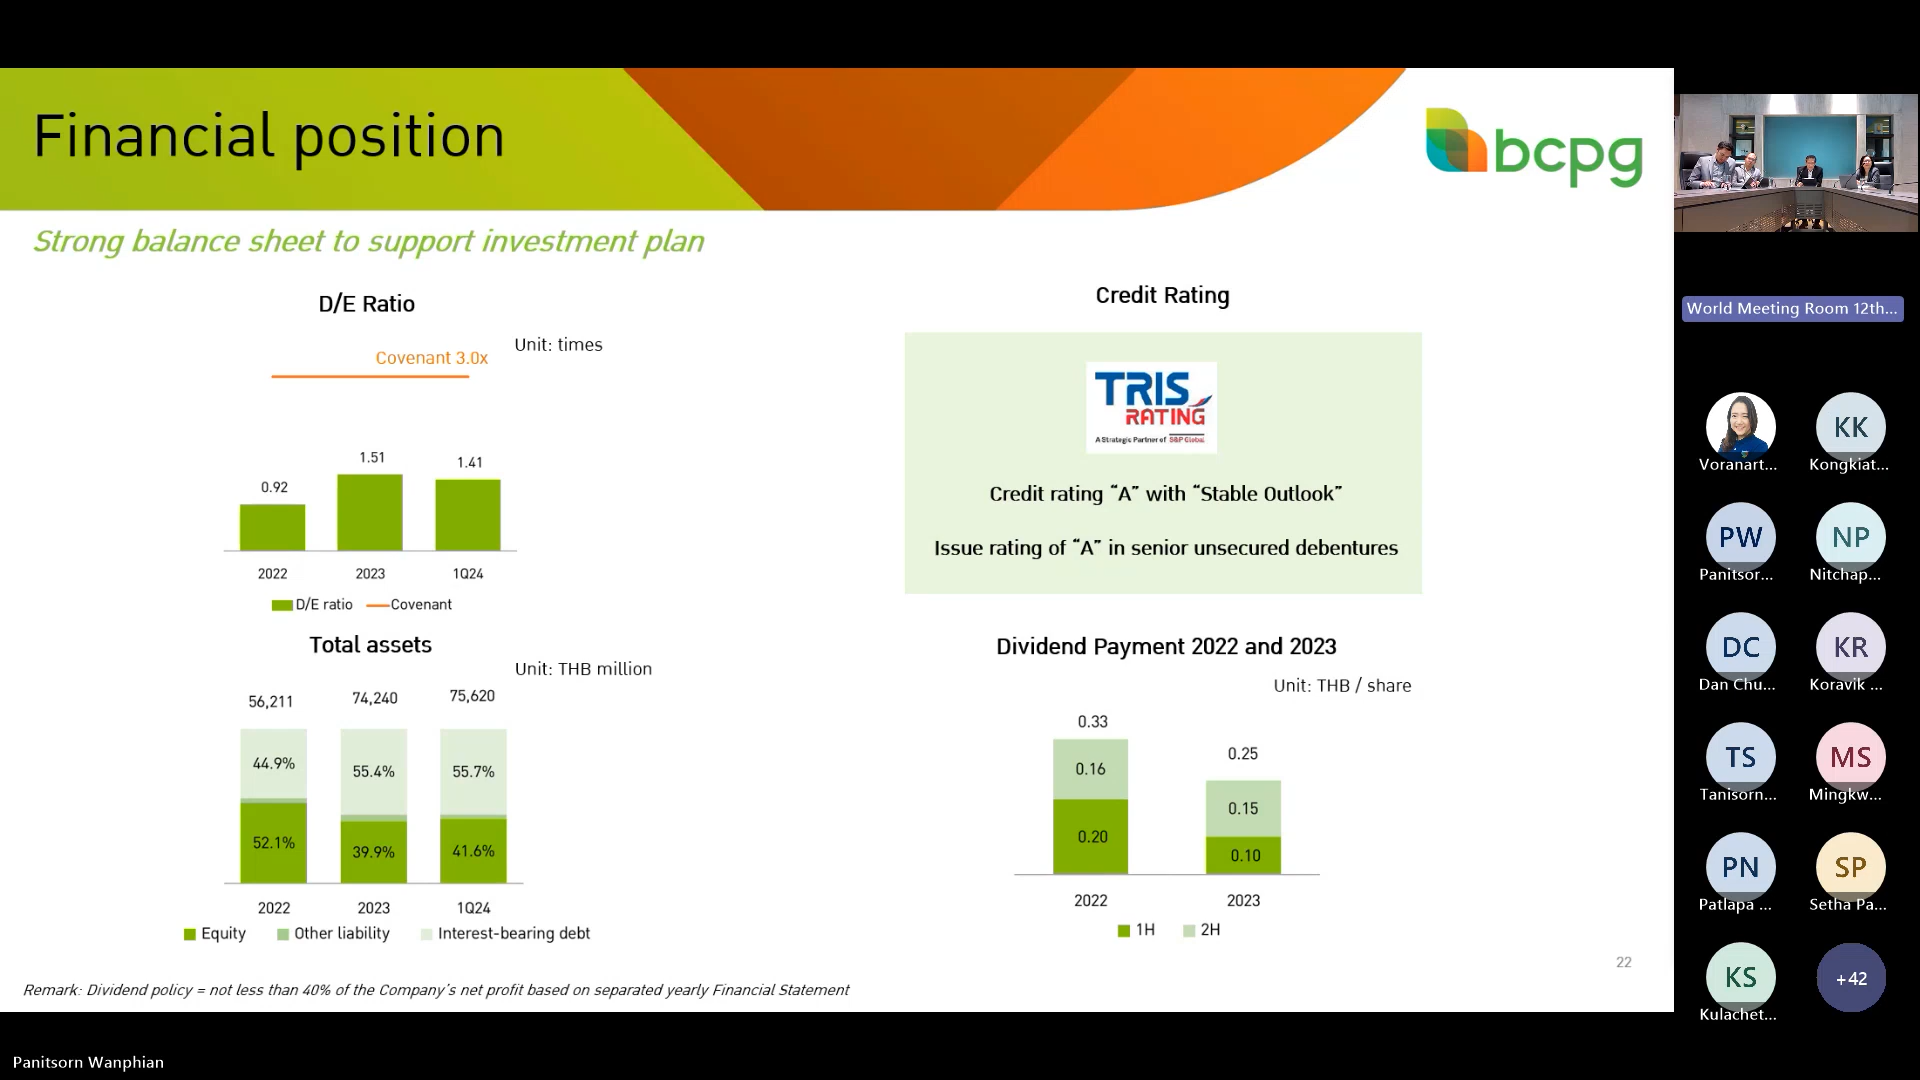 Financial position
bcpg
Strong balance sheet to support investment plan
D/E Ratio
Unit: times
Covenant 3.0x
0.92
1.51
1.41
2022
2023
1Q24
D/E ratio
Covenant
Total assets
Unit: THB million
56,211
74,240
75,620
44.9%
55.4%
55.7%
52.1%
39.9%
41.6%
2022
2023
1Q24
Equity
Other liability
Interest-bearing debt
Credit Rating
TRIS
RATING
A Strategic Partner of S&P Global
Credit rating “A” with “Stable Outlook”
Issue rating of “A” in senior unsecured debentures
Dividend Payment 2022 and 2023
Unit: THB / share
0.33
0.25
0.16
0.15
0.20
0.10
2022
2023
1H
2H
22
Remark: Dividend policy = not less than 40% of the Company’s net profit based on separated yearly Financial Statement
World Meeting Room 12th...
Voranart...
KK
Kongkiat...
PW
Panitsor...
NP
Nitchap...
DC
Dan Chu...
KR
Koravik ...
TS
Tanisorn...
MS
Mingkw...
PN
Patlapa ...
SP
Setha Pa...
KS
Kulachet...
+42
Panitsorn Wanphian